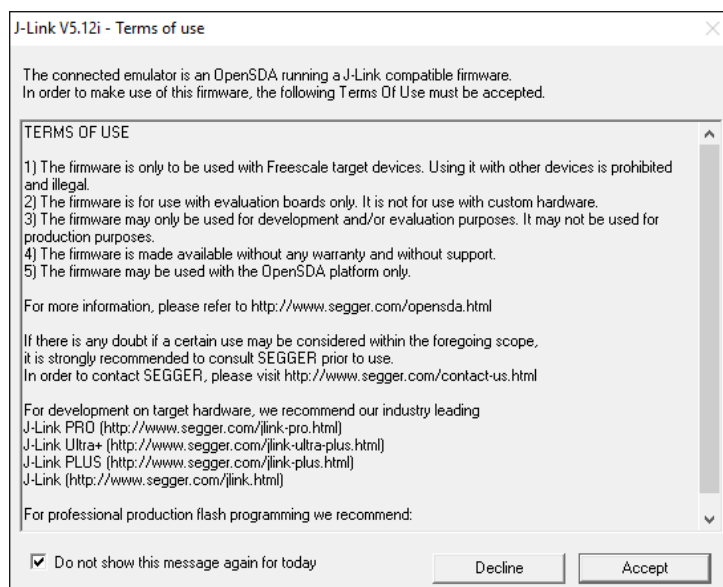 J-Link V5.12i - Terms of use
The connected emulator is an OpenSDA running a J-Link compatible firmware.
In order to make use of this firmware, the following Terms Of Use must be accepted.
TERMS OF USE
1) The firmware is only to be used with Freescale target devices. Using it with other devices is prohibited
and illegal.
2) The firmware is for use with evaluation boards only. It is not for use with custom hardware.
3) The firmware may only be used for development and/or evaluation purposes. It may not be used for
production purposes.
4) The firmware is made available without any warranty and without support.
5) The firmware may be used with the OpenSDA platform only.
For more information, please refer to http://www.segger.com/opensda.html
If there is any doubt if a certain use may be considered within the foregoing scope,
it is strongly recommended to consult SEGGER prior to use.
In order to contact SEGGER, please visit http://www.segger.com/contact-us.html
For development on target hardware, we recommend our industry leading
J-Link PRO (http://www.segger.com/jlink-pro.html)
J-Link Ultra+ (http://www.segger.com/jlink-ultra-plus.html)
J-Link PLUS (http://www.segger.com/jlink-plus.html)
J-Link (http://www.segger.com/jlink.html)
For professional production flash programming we recommend:
Do not show this message again for today
Decline
Accept